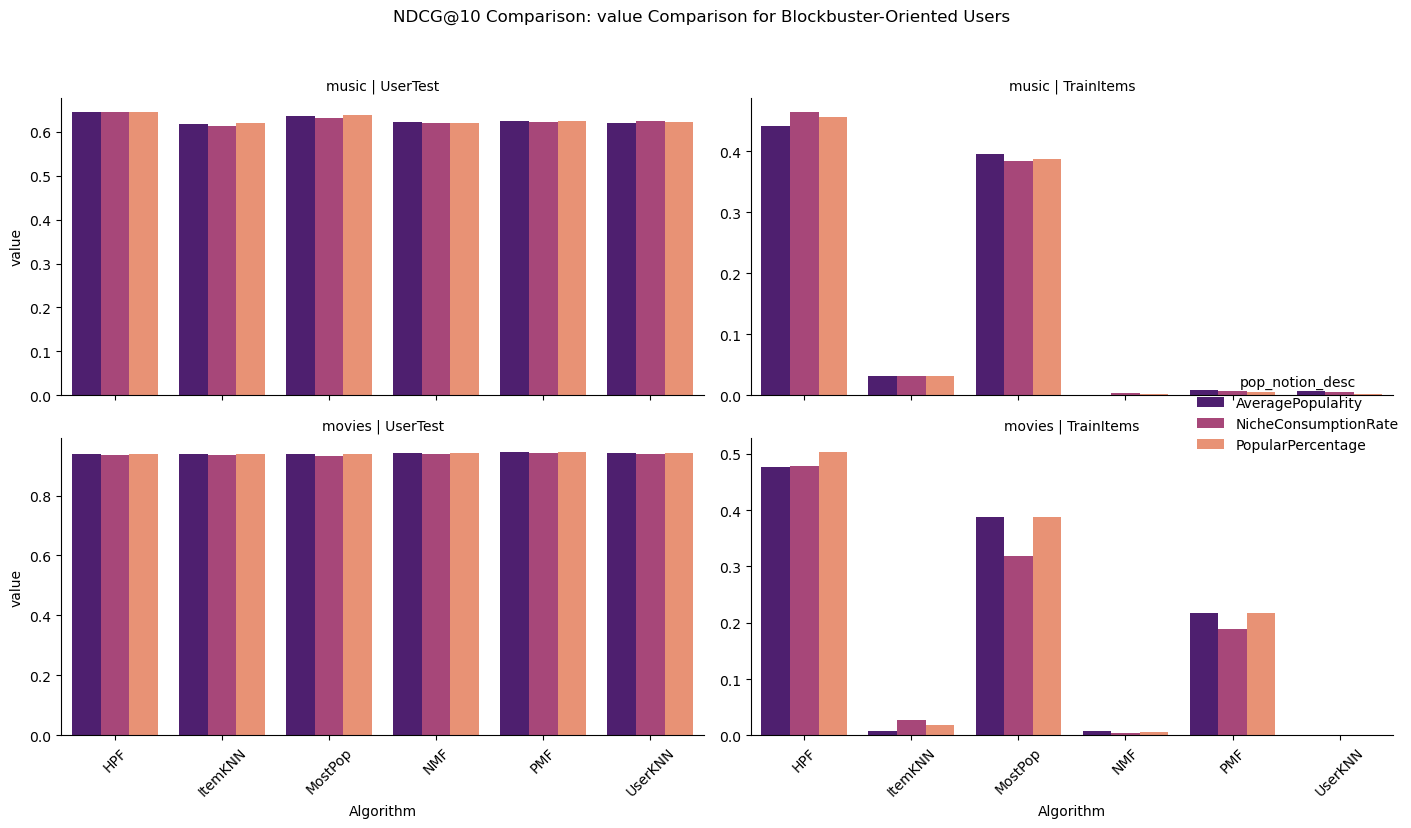 NDCG@10 Comparison: value Comparison for Blockbuster-Oriented Users
music | UserTest
value
0.6
0.5
0.4
0.3
0.2
0.1
0.0
music | TrainItems
0.4
0.3
0.2
0.1
0.0
pop_notion_desc
AveragePopularity
NicheConsumptionRate
PopularPercentage
movies | UserTest
value
0.8
0.6
0.4
0.2
0.0
HPF
ItemKNN
MostPop
NMF
PMF
UserKNN
Algorithm
movies | TrainItems
0.5
0.4
0.3
0.2
0.1
0.0
HPF
ItemKNN
MostPop
NMF
PMF
UserKNN
Algorithm